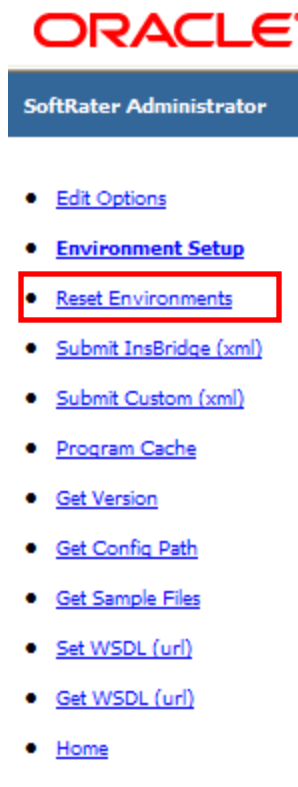 ORACLE
SoftRater Administrator
Edit Options
Environment Setup
Reset Environments
Submit InsBridge (xml)
Submit Custom (xml)
Program Cache
Get Version
Get Config Path
Get Sample Files
Set WSDL (url)
Get WSDL (url)
Home